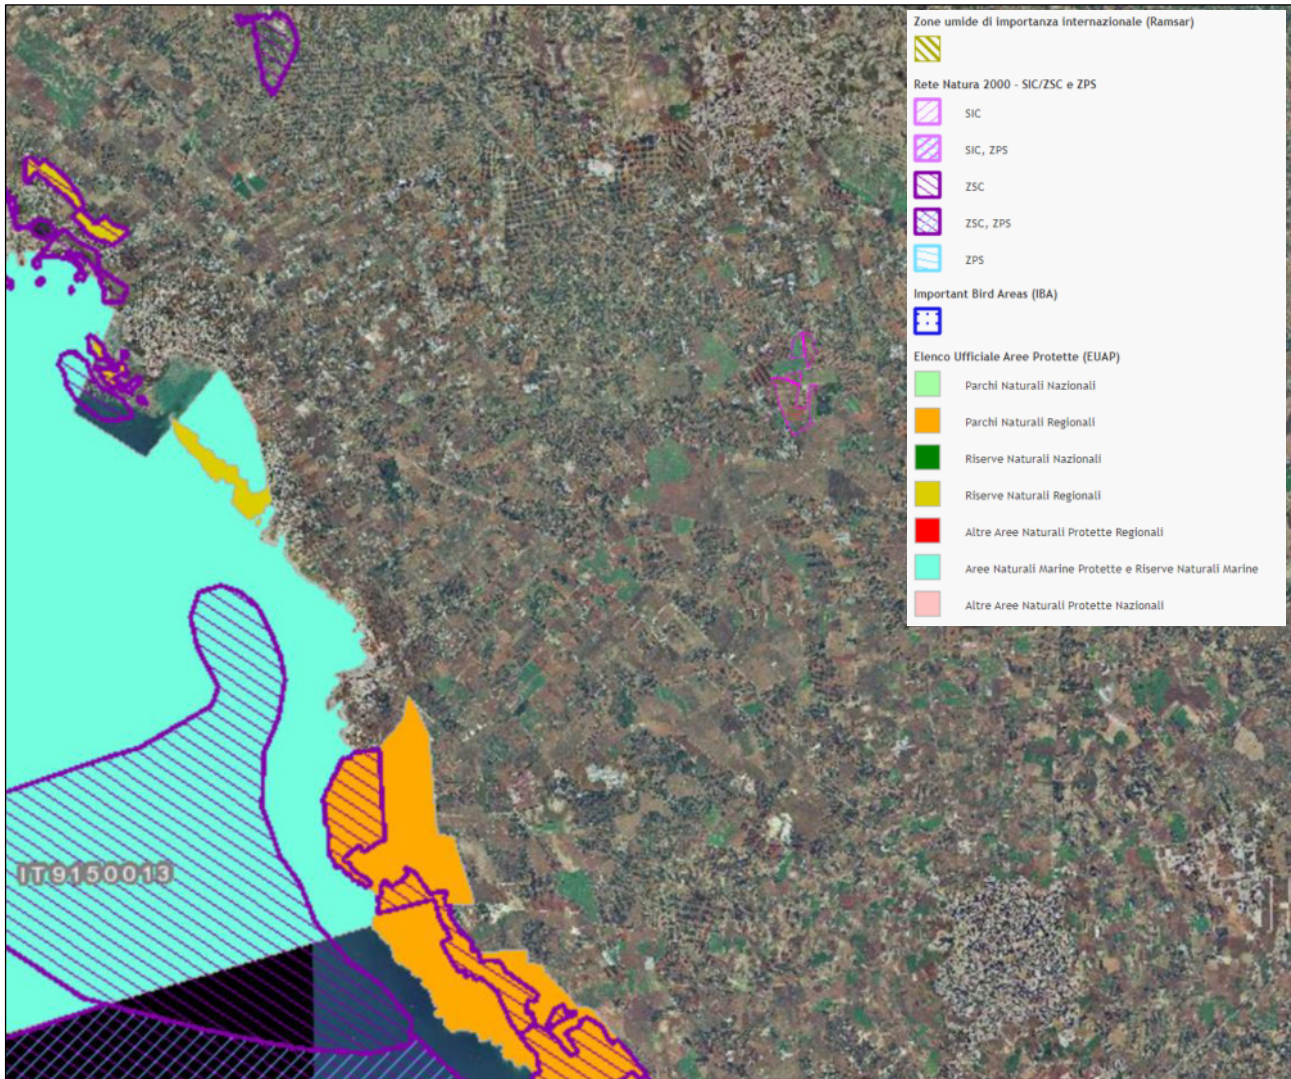 Zone umide di importanza internazionale (Ramsar)
Rete Natura 2000 - SIC/ZSC e ZPS
SIC
SIC, ZPS
ZSC
ZSC, ZPS
ZPS
Important Bird Areas (IBA)
Elenco Ufficiale Aree Protette (EUAP)
Parchi Naturali Nazionali
Parchi Naturali Regionali
Riserve Naturali Nazionali
Riserve Naturali Regionali
Altre Aree Naturali Protette Regionali
Aree Naturali Marine Protette e Riserve Naturali Marine
Altre Aree Naturali Protette Nazionali
IT9150013